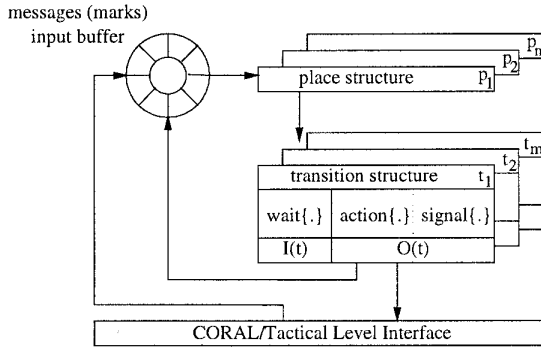 messages (marks)
input buffer
p_n
p_2
place structure p_1
t_m
t_2
transition structure t_1
wait{.} action{.} signal{.}
I(t) O(t)
CORAL/Tactical Level Interface